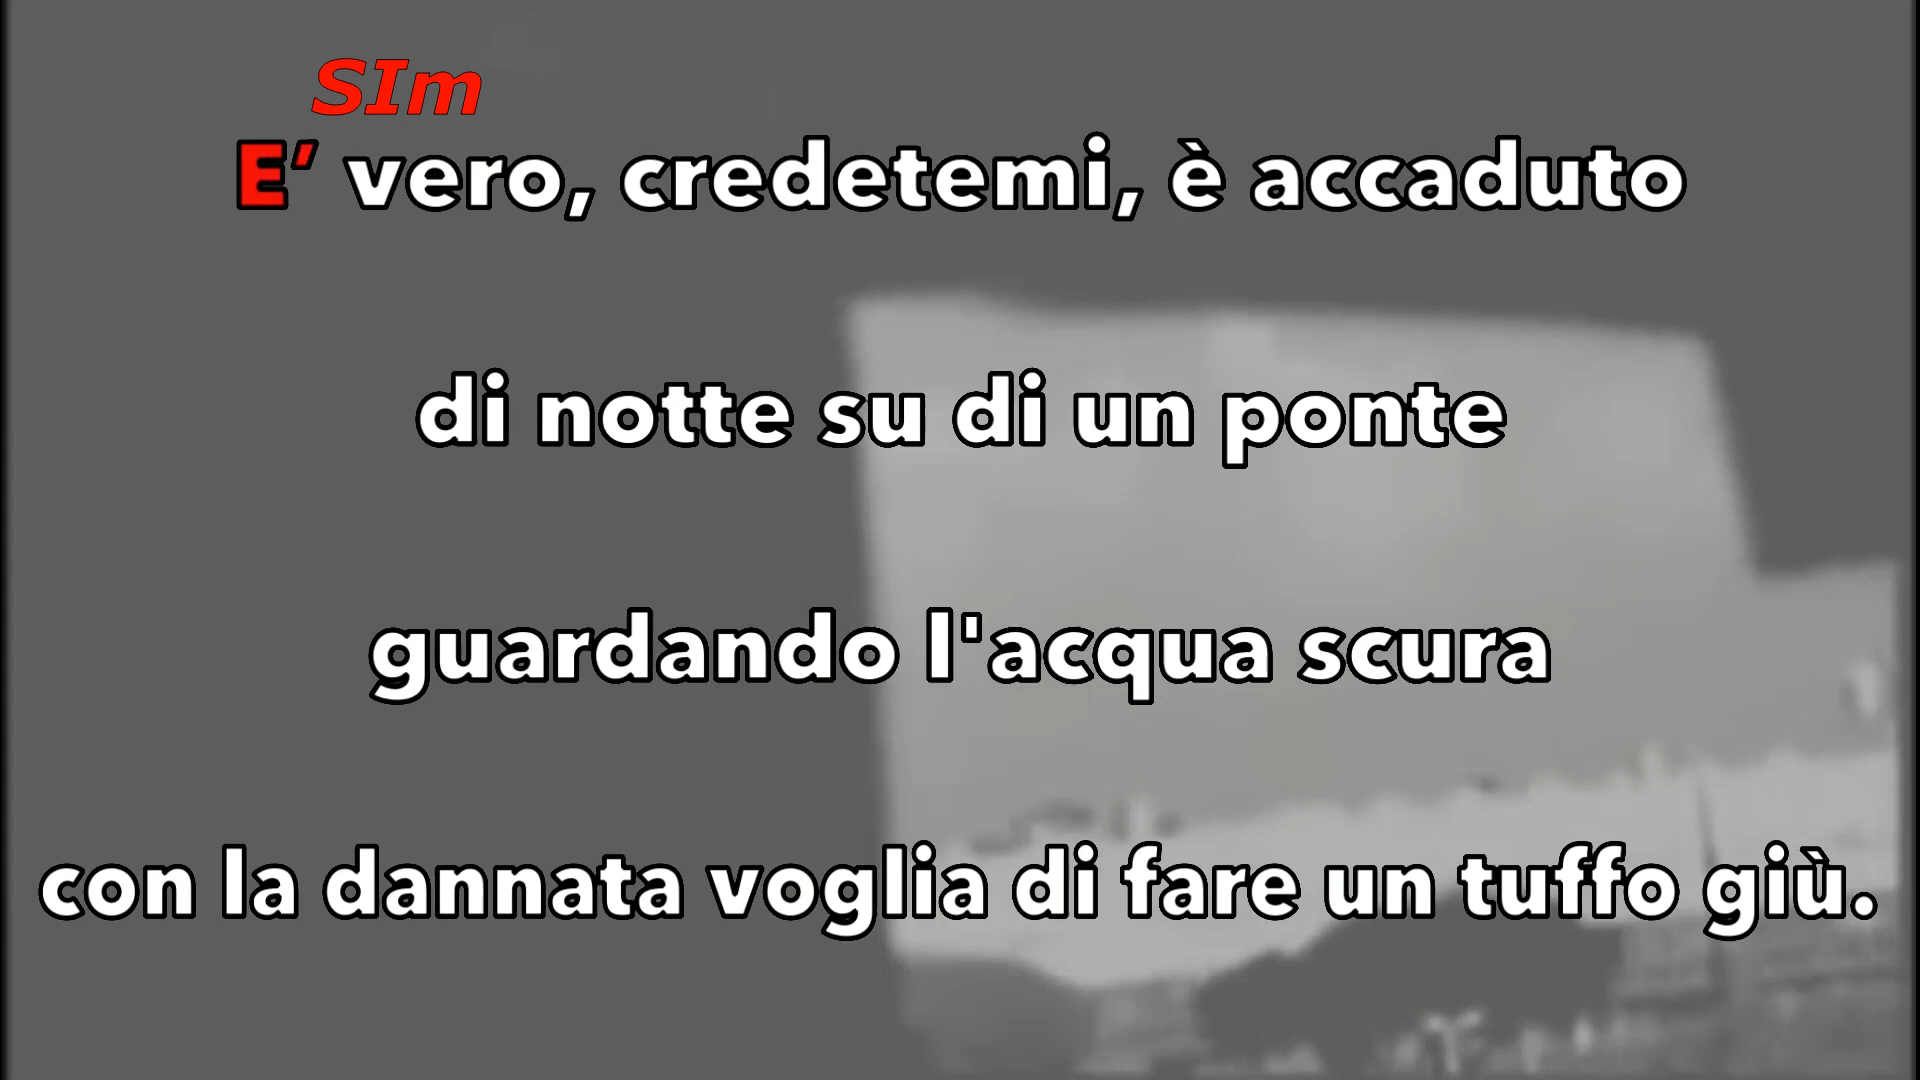 SIm
E’ vero, credetemi, è accaduto
di notte su di un ponte
guardando l'acqua scura
con la dannata voglia di fare un tuffo giù.